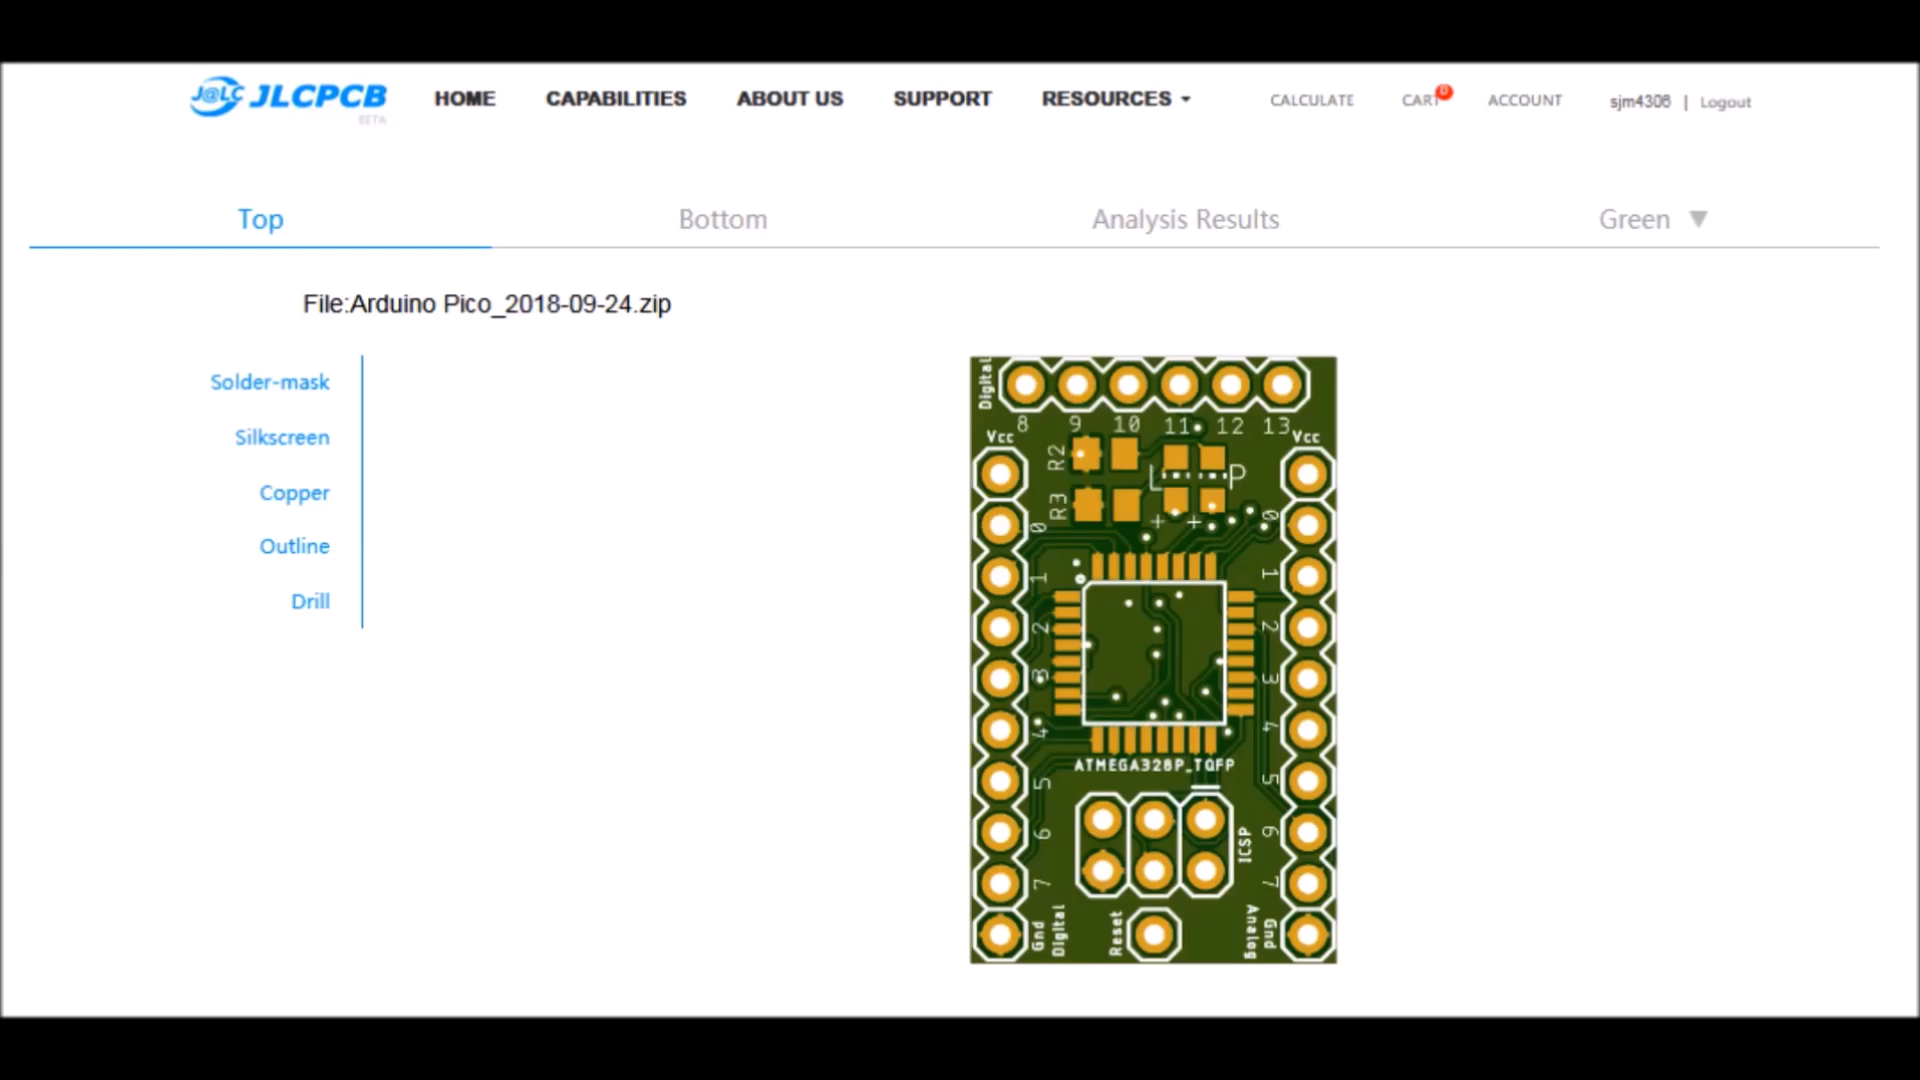 J@LC JLCPCB
BETA
HOME CAPABILITIES ABOUT US SUPPORT RESOURCES CALCULATE CART 0 ACCOUNT sjm4306 | Logout
Top Bottom Analysis Results Green ▼
File:Arduino Pico_2018-09-24.zip
Solder-mask
Silkscreen
Copper
Outline
Drill
Digital
8 9 10 11 12 13
Vcc Vcc
R2 L P
R3 + +
0 0
1 1
2 2
3 3
4 4
ATMEGA328P_TQFP
5 5
6 ICSP 6
7 7
Gnd Digital Reset Analog Gnd